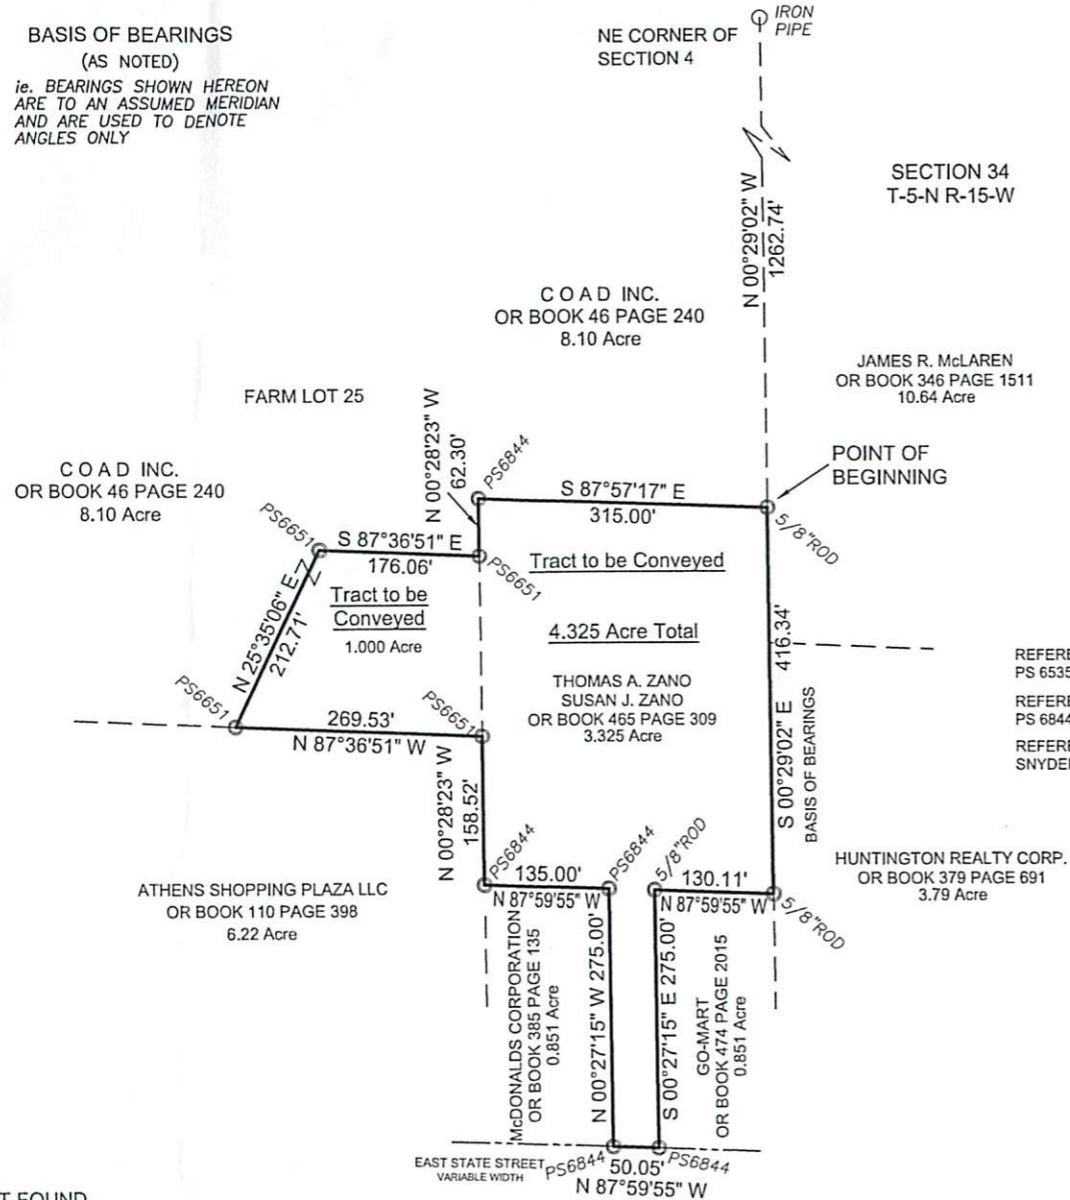 BASIS OF BEARINGS
(AS NOTED)
ie. BEARINGS SHOWN HEREON
ARE TO AN ASSUMED MERIDIAN
AND ARE USED TO DENOTE
ANGLES ONLY
NE CORNER OF
SECTION 4
IRON
PIPE
SECTION 34
T-5-N R-15-W
N 00°29'02" W
1262.74'
C O A D INC.
OR BOOK 46 PAGE 240
8.10 Acre
JAMES R. McLAREN
OR BOOK 346 PAGE 1511
10.64 Acre
FARM LOT 25
N 00°28'23" W
62.30'
PS6844
POINT OF
BEGINNING
C O A D INC.
OR BOOK 46 PAGE 240
8.10 Acre
S 87°57'17" E
315.00'
5/8"ROD
PS6651
S 87°36'51" E
176.06'
PS6651
Tract to be Conveyed
Tract to be
Conveyed
1.000 Acre
N 25°35'06" E
212.71'
Z
4.325 Acre Total
416.34'
S 00°29'02" E
BASIS OF BEARINGS
THOMAS A. ZANO
SUSAN J. ZANO
OR BOOK 465 PAGE 309
3.325 Acre
REFERE
PS 6535
REFERE
PS 6844
REFERE
SNYDE
PS6651
269.53'
N 87°36'51" W
PS6651
N 00°28'23" W
158.52'
PS6844
135.00'
N 87°59'55" W
PS6844
5/8"ROD
130.11'
N 87°59'55" W
5/8"ROD
HUNTINGTON REALTY CORP.
OR BOOK 379 PAGE 691
3.79 Acre
ATHENS SHOPPING PLAZA LLC
OR BOOK 110 PAGE 398
6.22 Acre
McDONALDS CORPORATION
OR BOOK 385 PAGE 135
0.851 Acre
N 00°27'15" W 275.00'
S 00°27'15" E 275.00'
GO-MART
OR BOOK 474 PAGE 2015
0.851 Acre
EAST STATE STREET
VARIABLE WIDTH
PS6844
50.05'
PS6844
N 87°59'55" W
T FOUND